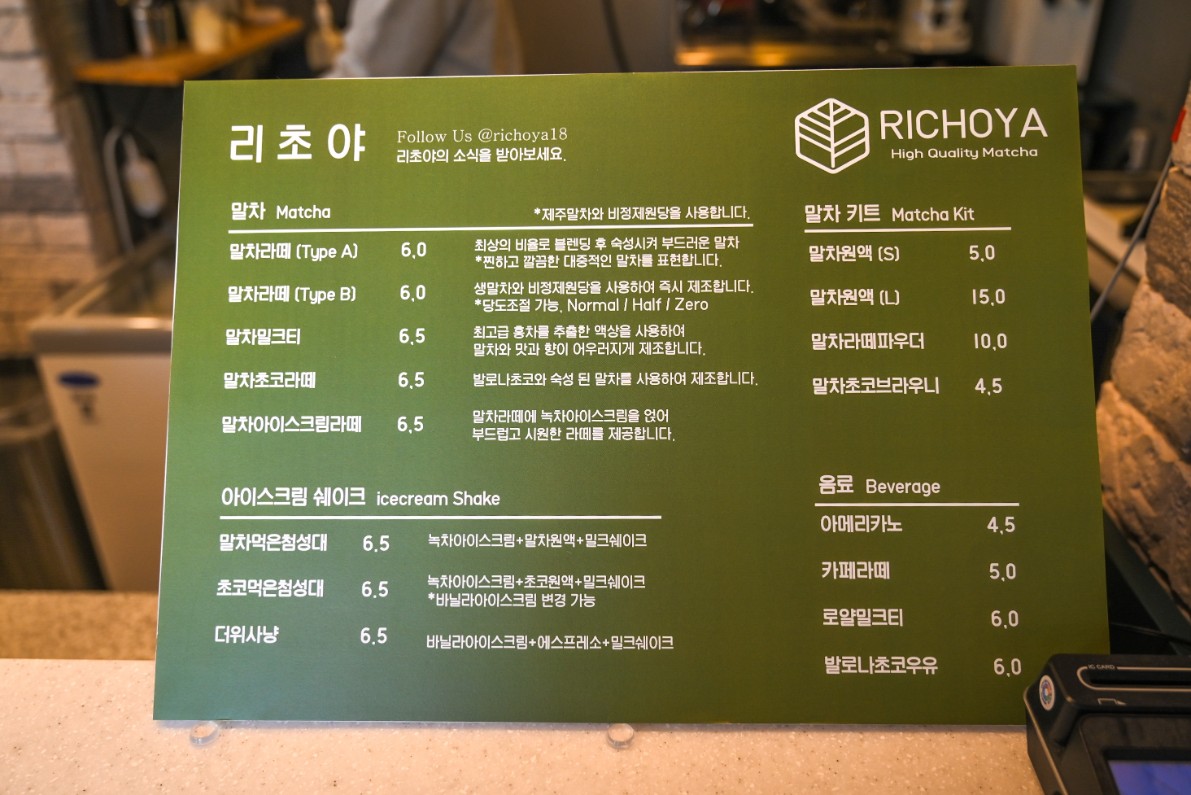 리초야
Follow Us @richoya18
리초야의 소식을 받아보세요.
RICHOYA
High Quality Matcha
말차 Matcha
*제주말차와 비정제원당을 사용합니다.
말차라떼 (Type A) 6.0
최상의 비율로 블렌딩 후 숙성시켜 부드러운 말차
*찐하고 깔끔한 대중적인 말차를 표현합니다.
말차라떼 (Type B) 6.0
생말차와 비정제원당을 사용하여 즉시 제조합니다.
*당도조절 가능. Normal / Half / Zero
말차밀크티 6.5
최고급 홍차를 추출한 액상을 사용하여
말차와 맛과 향이 어우러지게 제조합니다.
말차초코라떼 6.5
발로나초코와 숙성 된 말차를 사용하여 제조합니다.
말차아이스크림라떼 6.5
말차라떼에 녹차아이스크림을 얹어
부드럽고 시원한 라떼를 제공합니다.
말차 키트 Matcha Kit
말차원액 (S) 5.0
말차원액 (L) 15.0
말차라떼파우더 10.0
말차초코브라우니 4.5
아이스크림 쉐이크 icecream Shake
말차먹은첨성대 6.5 녹차아이스크림+말차원액+밀크쉐이크
초코먹은첨성대 6.5 녹차아이스크림+초코원액+밀크쉐이크
*바닐라아이스크림 변경 가능
더위사냥 6.5 바닐라아이스크림+에스프레소+밀크쉐이크
음료 Beverage
아메리카노 4.5
카페라떼 5.0
로얄밀크티 6.0
발로나초코우유 6.0
IC CARD